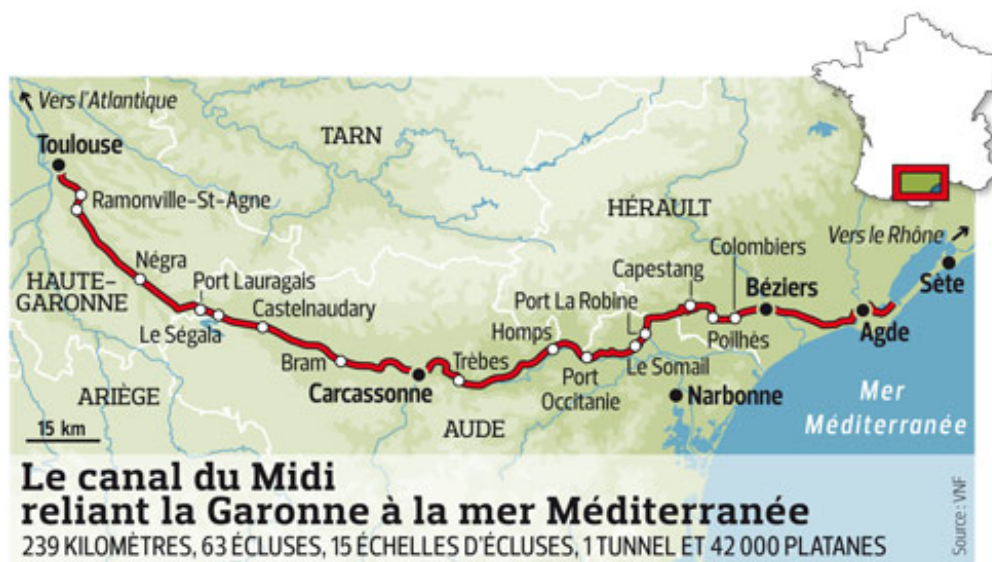 Vers l'Atlantique
Toulouse
TARN
Ramonville-St-Agne
HÉRAULT
Vers le Rhône
Colombiers
Sète
Négra
Port Lauragais
Capestang
Béziers
HAUTE-
GARONNE
Castelnaudary
Port La Robine
Agde
Le Ségala
Homps
Poilhès
Bram
Trèbes
Le Somail
Port
Occitanie
Carcassonne
Narbonne
ARIÈGE
AUDE
Mer
Méditerranée
15 km
Le canal du Midi
reliant la Garonne à la mer Méditerranée
239 KILOMÈTRES, 63 ÉCLUSES, 15 ÉCHELLES D'ÉCLUSES, 1 TUNNEL ET 42 000 PLATANES
Source : VNF